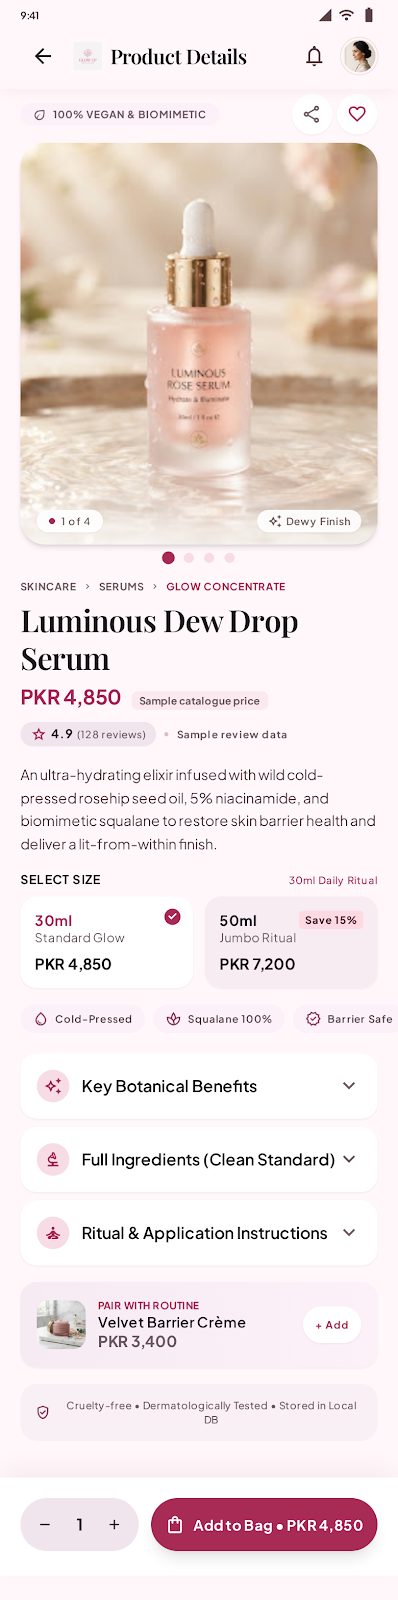 9:41
GLOW UP
Product Details
100% VEGAN & BIOMIMETIC
LUMINOUS
ROSE SERUM
Hydrate & Illuminate
30ml / 1 fl oz
1 of 4
Dewy Finish
SKINCARE > SERUMS > GLOW CONCENTRATE
Luminous Dew Drop
Serum
PKR 4,850 Sample catalogue price
4.9 (128 reviews) • Sample review data
An ultra-hydrating elixir infused with wild cold-
pressed rosehip seed oil, 5% niacinamide, and
biomimetic squalane to restore skin barrier health and
deliver a lit-from-within finish.
SELECT SIZE 30ml Daily Ritual
30ml
Standard Glow
PKR 4,850
50ml Save 15%
Jumbo Ritual
PKR 7,200
Cold-Pressed Squalane 100% Barrier Safe
Key Botanical Benefits
Full Ingredients (Clean Standard)
Ritual & Application Instructions
PAIR WITH ROUTINE
Velvet Barrier Crème
PKR 3,400
+ Add
Cruelty-free • Dermatologically Tested • Stored in Local
DB
− 1 +
Add to Bag • PKR 4,850